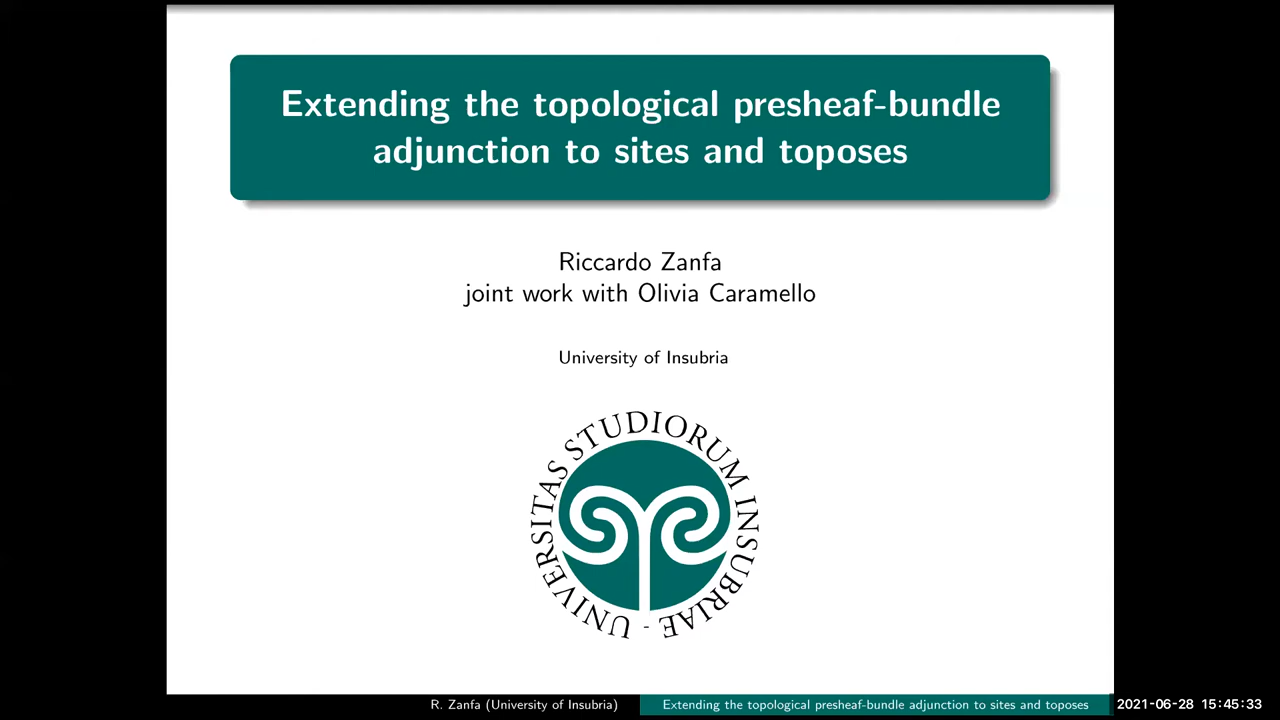 Extending the topological presheaf-bundle
adjunction to sites and toposes
Riccardo Zanfa
joint work with Olivia Caramello
University of Insubria
UNIVERSITAS STUDIORUM INSUBRIAE -
R. Zanfa (University of Insubria)
Extending the topological presheaf-bundle adjunction to sites and toposes
2021-06-28 15:45:33